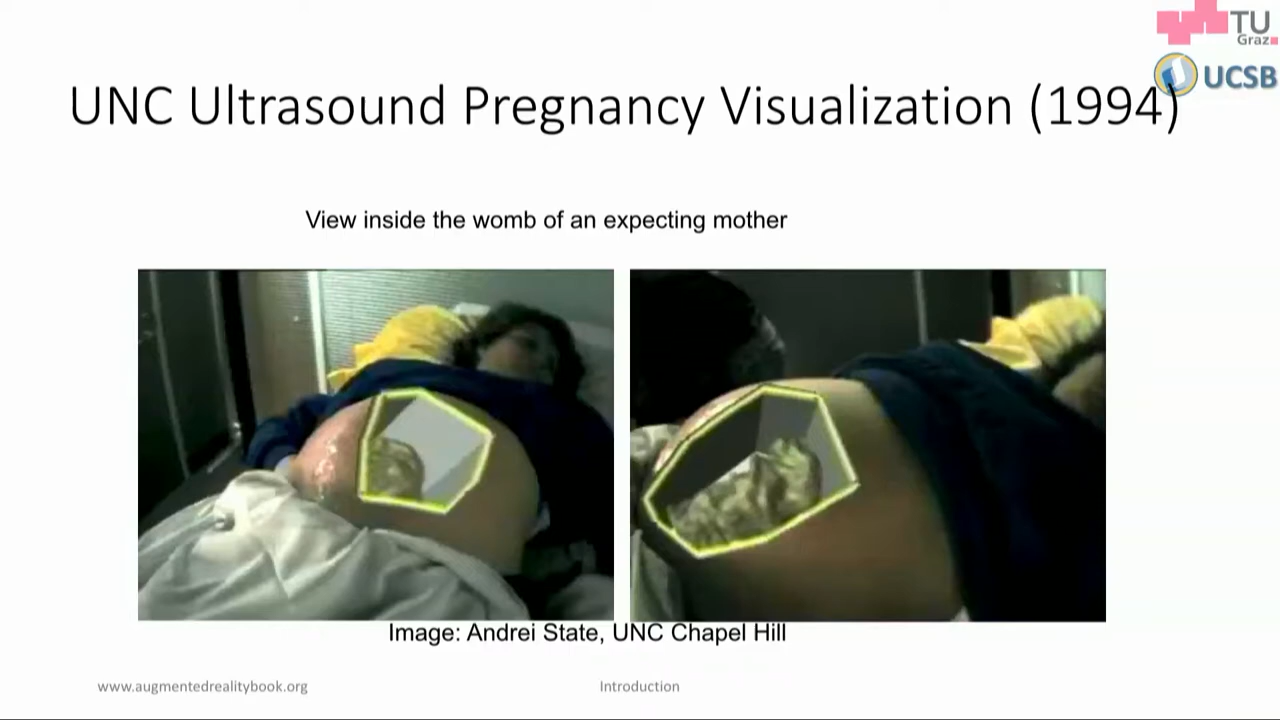 TU
Graz
UCSB
UNC Ultrasound Pregnancy Visualization (1994)
View inside the womb of an expecting mother
Image: Andrei State, UNC Chapel Hill
www.augmentedrealitybook.org
Introduction